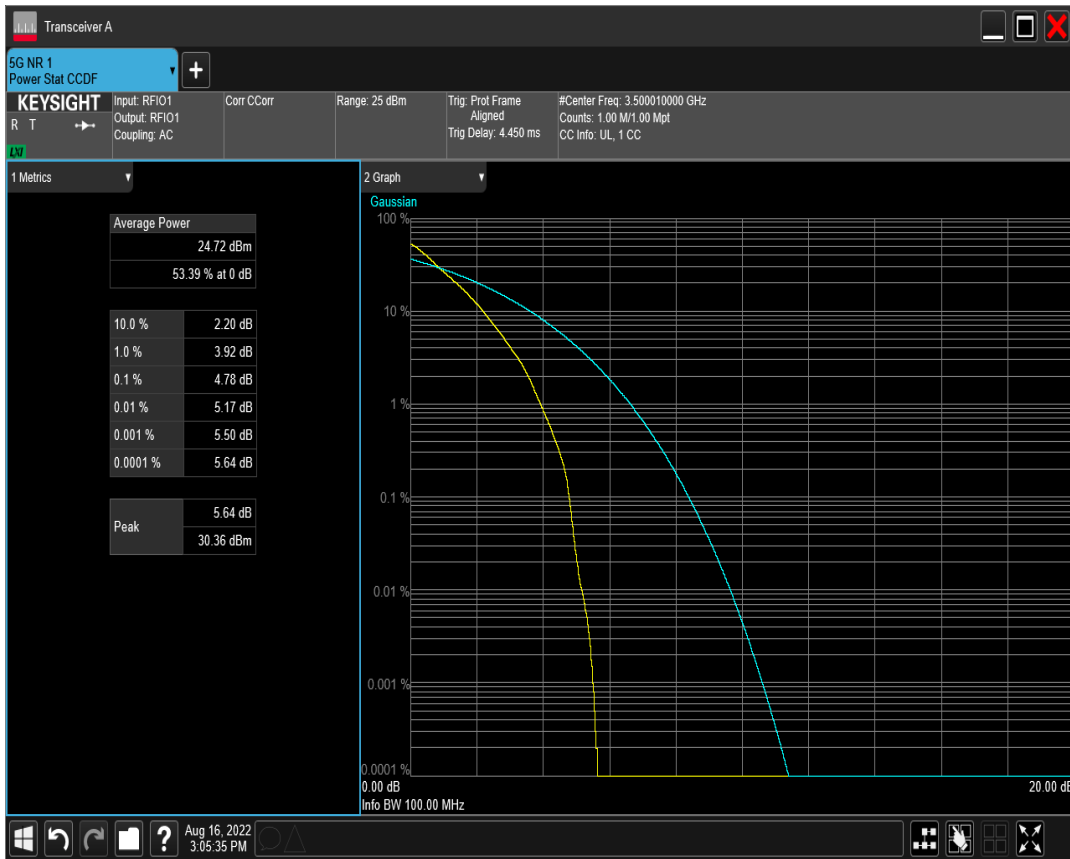 Transceiver A
5G NR 1
Power Stat CCDF
+
KEYSIGHT
R T
LXI
Input: RFIO1
Output: RFIO1
Coupling: AC
Corr CCorr
Range: 25 dBm
Trig: Prot Frame
Aligned
Trig Delay: 4.450 ms
#Center Freq: 3.500010000 GHz
Counts: 1.00 M/1.00 Mpt
CC Info: UL, 1 CC
1 Metrics
Average Power
24.72 dBm
53.39 % at 0 dB
10.0 % 2.20 dB
1.0 % 3.92 dB
0.1 % 4.78 dB
0.01 % 5.17 dB
0.001 % 5.50 dB
0.0001 % 5.64 dB
Peak
5.64 dB
30.36 dBm
2 Graph
Gaussian
100 %
10 %
1 %
0.1 %
0.01 %
0.001 %
0.0001 %
0.00 dB 20.00 dB
Info BW 100.00 MHz
?
Aug 16, 2022
3:05:35 PM